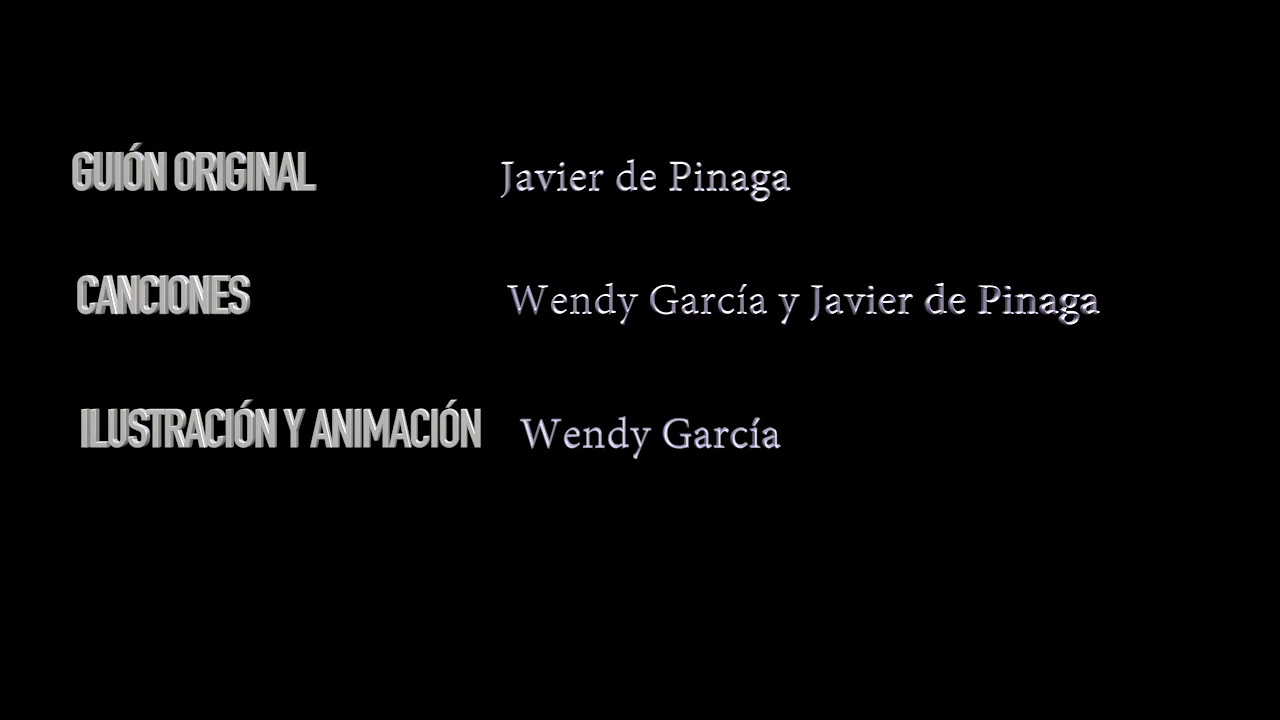 GUIÓN ORIGINAL Javier de Pinaga
CANCIONES Wendy García y Javier de Pinaga
ILUSTRACIÓN Y ANIMACIÓN Wendy García